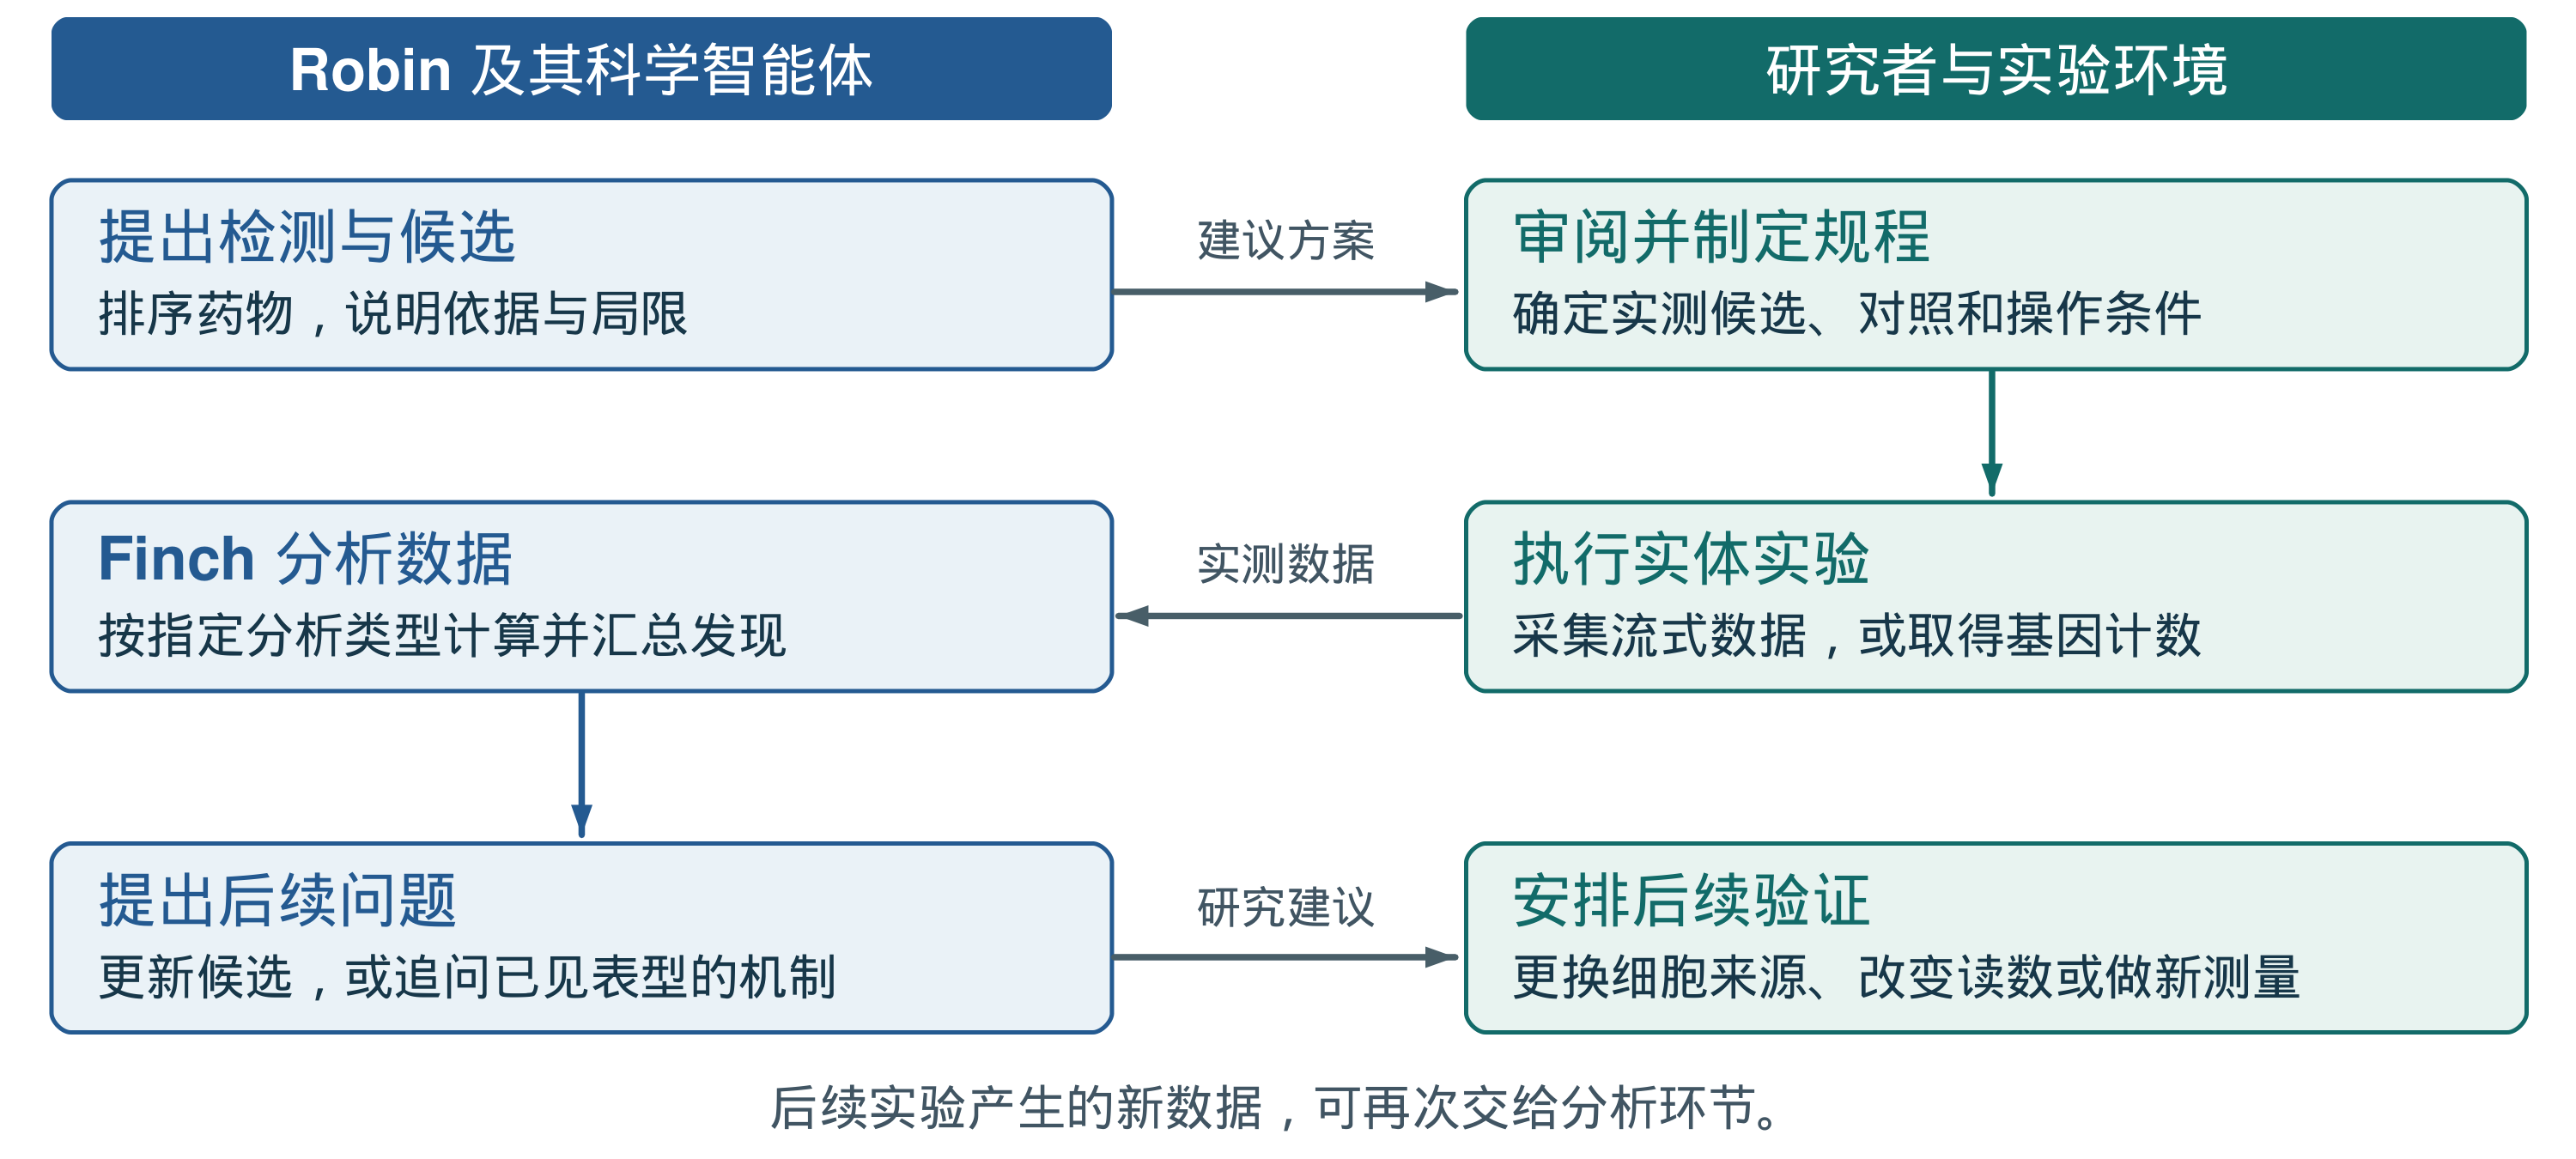 Robin 及其科学智能体
研究者与实验环境
提出检测与候选
排序药物，说明依据与局限
建议方案
审阅并制定规程
确定实测候选、对照和操作条件
Finch 分析数据
按指定分析类型计算并汇总发现
实测数据
执行实体实验
采集流式数据，或取得基因计数
提出后续问题
更新候选，或追问已见表型的机制
研究建议
安排后续验证
更换细胞来源、改变读数或做新测量
后续实验产生的新数据，可再次交给分析环节。